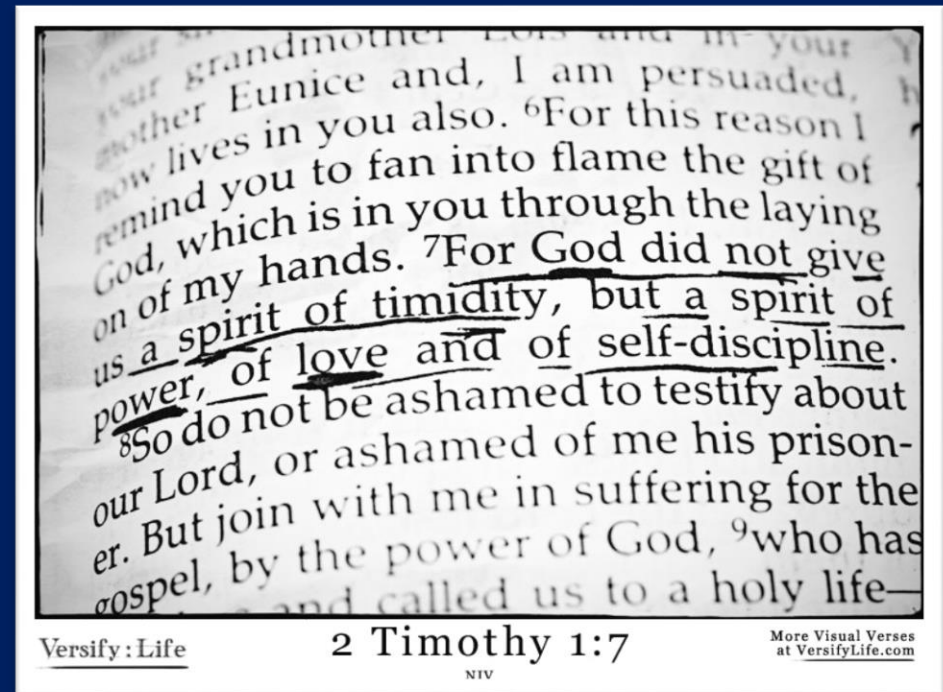 your grandmother Lois and in your
mother Eunice and, I am persuaded,
now lives in you also. ⁶For this reason I
remind you to fan into flame the gift of
God, which is in you through the laying
on of my hands. ⁷For God did not give
us a spirit of timidity, but a spirit of
power, of love and of self-discipline.
⁸So do not be ashamed to testify about
our Lord, or ashamed of me his prison-
er. But join with me in suffering for the
gospel, by the power of God, ⁹who has
and called us to a holy life—
Versify:Life
2 Timothy 1:7
NIV
More Visual Verses
at VersifyLife.com